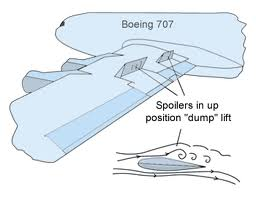 Boeing 707
Spoilers in up
position "dump" lift